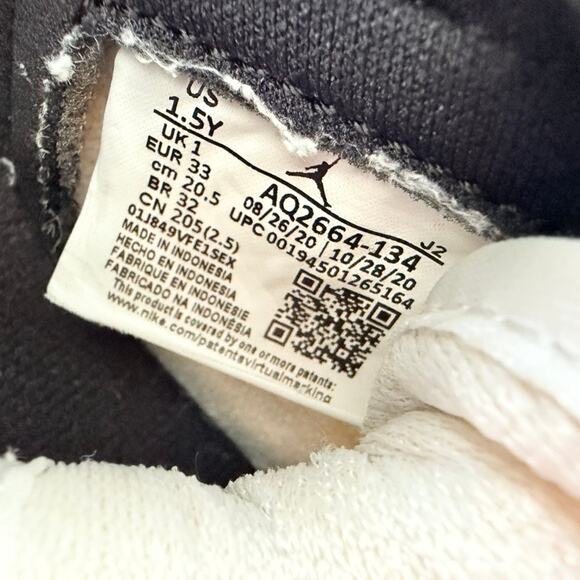 US
1.5Y
UK 1
EUR 33
cm 20.5
BR 32
CN 205(2.5)
01J849VFE1SEX
MADE IN INDONESIA
HECHO EN INDONESIA
FABRIQUÉ EN INDONESIE
FABRICADO NA INDONÉSIA
This product is covered by one or more patents:
www.nike.com/patentsvirtualmarking
AQ2664-134
J2
08/26/20 | 10/28/20
UPC 00194501265164